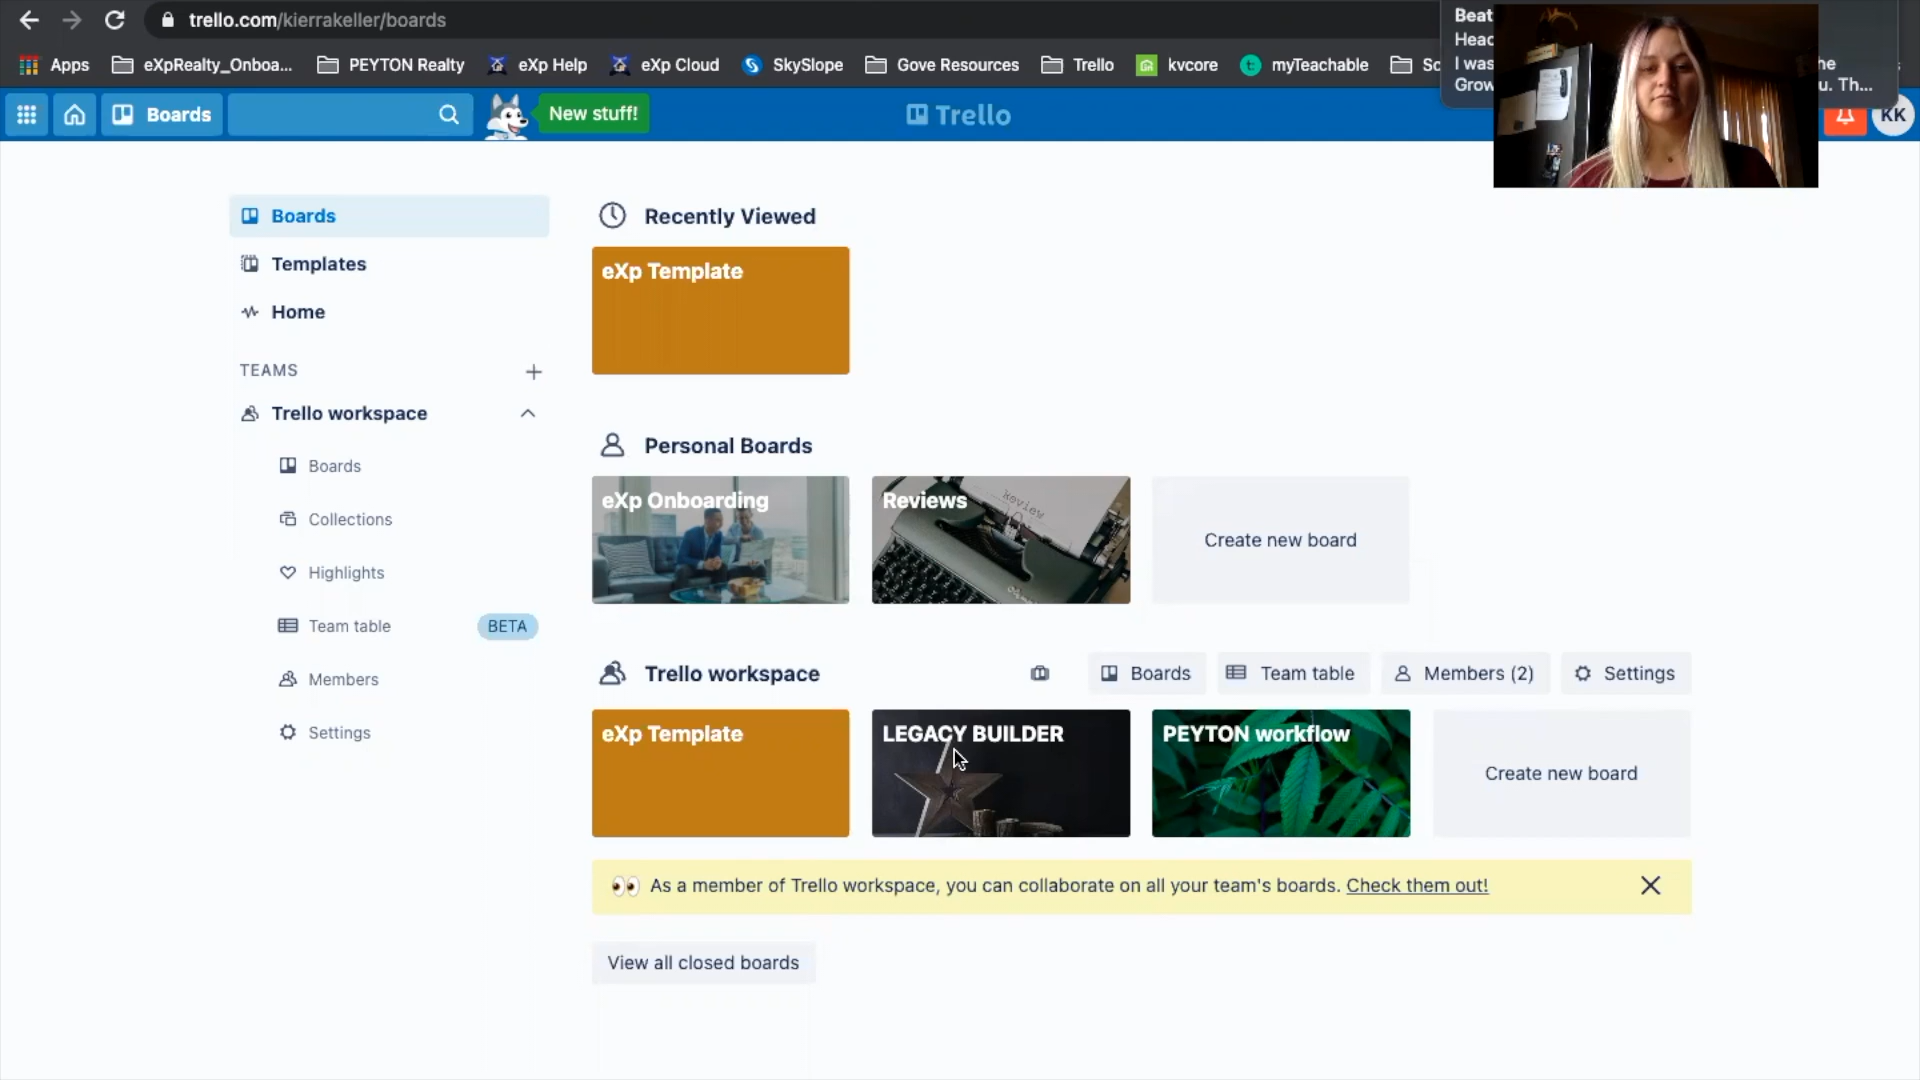 trello.com/kierrakeller/boards
Beat
Head
I was
he
Grow
u. Th...
Apps
eXpRealty_Onboa...
PEYTON Realty
eXp Help
eXp Cloud
SkySlope
Gove Resources
Trello
kvcore
myTeachable
Boards
New stuff!
Trello
KK
Boards
Templates
Home
TEAMS
Trello workspace
Boards
Collections
Highlights
Team table
BETA
Members
Settings
Recently Viewed
eXp Template
Personal Boards
eXp Onboarding
Reviews
Create new board
Trello workspace
Boards
Team table
Members (2)
Settings
eXp Template
LEGACY BUILDER
PEYTON workflow
Create new board
As a member of Trello workspace, you can collaborate on all your team's boards. Check them out!
View all closed boards